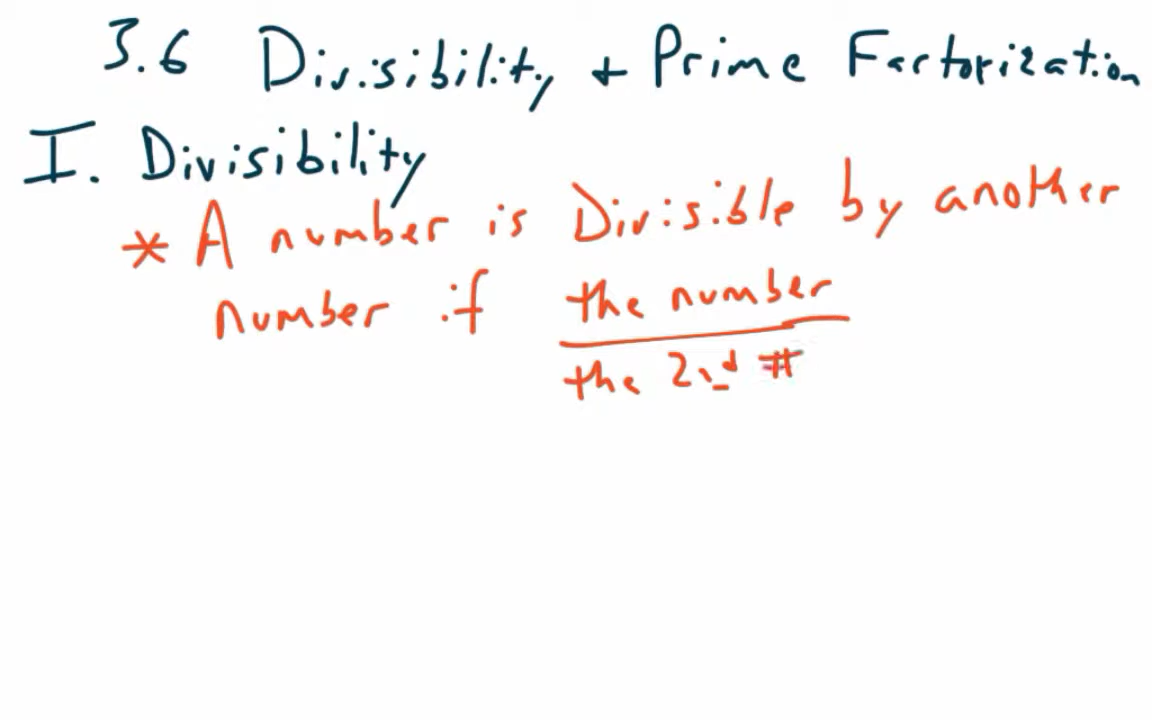 3.6 Divisibility + Prime Factorization
I. Divisibility
* A number is Divisible by another
number if the number
the 2nd #